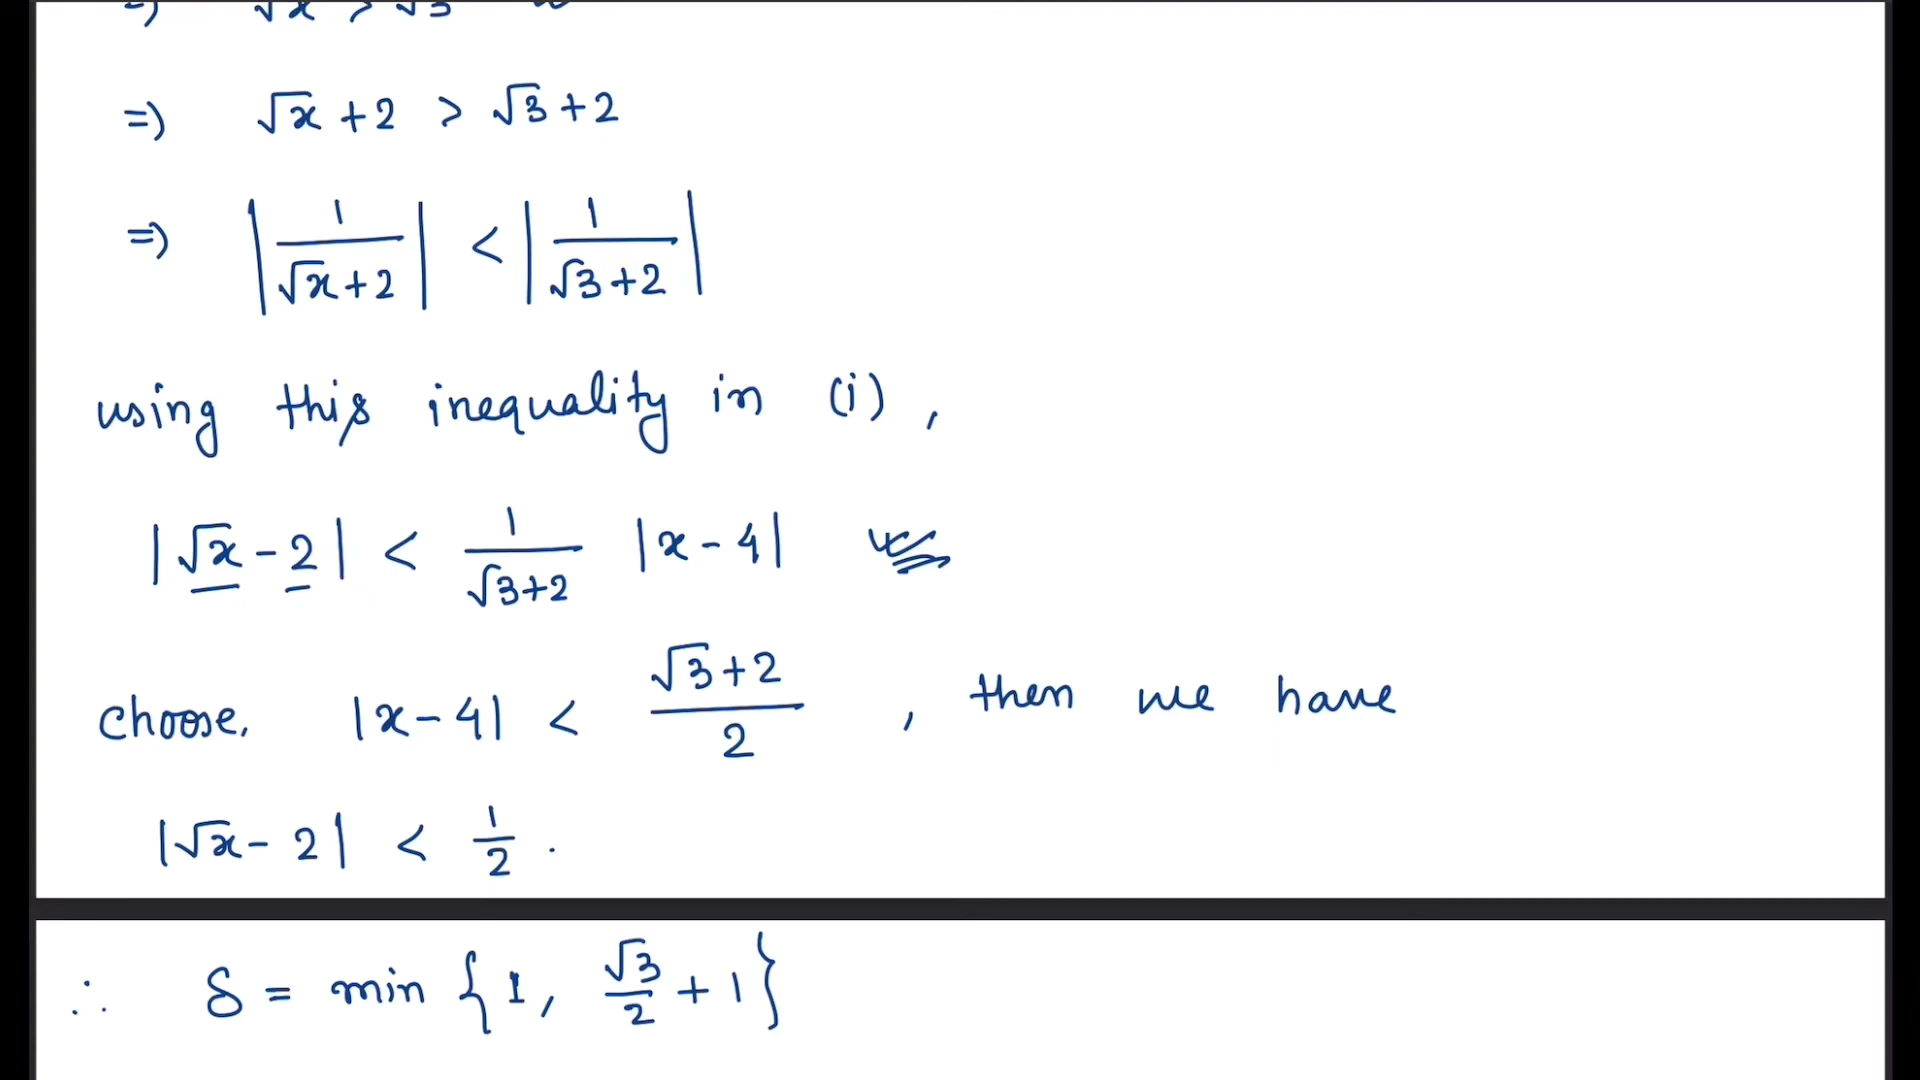 =) √x > √3
=) √x + 2 > √3 + 2
=) |1/(√x+2)| < |1/(√3+2)|
using this inequality in (i),
|√x - 2| < 1/(√3+2) |x - 4|
choose, |x - 4| < (√3+2)/2 , then we have
|√x - 2| < 1/2 .
∴ δ = min {1, √3/2 + 1}